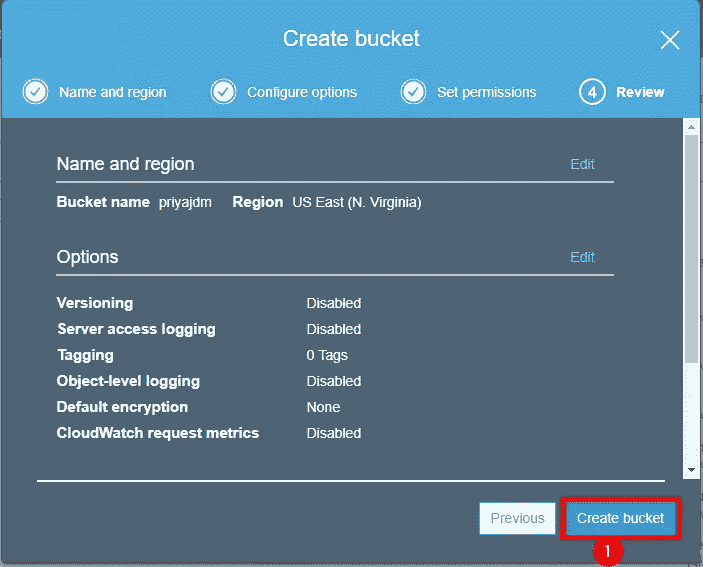 Create bucket
Name and region Configure options Set permissions 4 Review
Name and region Edit
Bucket name priyajdm Region US East (N. Virginia)
Options Edit
Versioning Disabled
Server access logging Disabled
Tagging 0 Tags
Object-level logging Disabled
Default encryption None
CloudWatch request metrics Disabled
Previous Create bucket
1